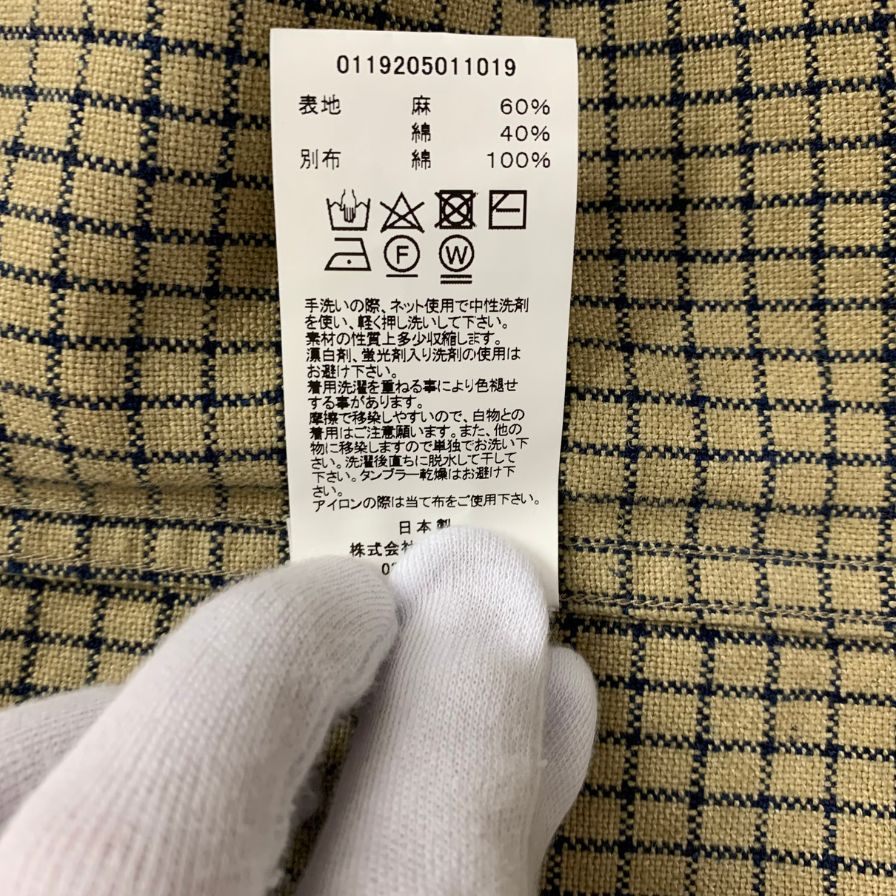 0119205011019
表地 麻 60%
綿 40%
別布 綿 100%
F W
手洗いの際、ネット使用で中性洗剤
を使い、軽く押し洗いして下さい。
素材の性質上多少収縮します。
漂白剤、蛍光剤入り洗剤の使用は
お避け下さい。
着用洗濯を重ねる事により色褪せ
する事があります。
摩擦で移染しやすいので、白物との
着用はご注意願います。また、他の
物に移染しますので単独でお洗い下
さい。洗濯後直ちに脱水して干して
下さい。タンブラー乾燥はお避け下
さい。
アイロンの際は当て布をご使用下さい。
日本製
株式会社